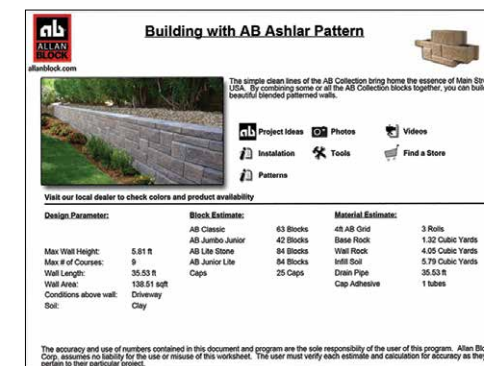 Building with AB Ashlar Pattern
ab
ALLAN
BLOCK
allanblock.com
The simple clean lines of the AB Collection bring home the essence of Main Stre
USA. By combining some or all the AB Collection blocks together, you can build
beautiful blended patterned walls.
ab Project Ideas Photos Videos
Instalation Tools Find a Store
Patterns
Visit our local dealer to check colors and product availability
Design Parameter: Block Estimate: Material Estimate:
AB Classic 63 Blocks 4ft AB Grid 3 Rolls
AB Jumbo Junior 42 Blocks Base Rock 1.32 Cubic Yards
Max Wall Height: 5.81 ft AB Lite Stone 84 Blocks Wall Rock 4.05 Cubic Yards
Max # of Courses: 9 AB Junior Lite 84 Blocks Infill Soil 5.79 Cubic Yards
Wall Length: 35.53 ft Caps 25 Caps Drain Pipe 35.53 ft
Wall Area: 138.51 sqft Cap Adhesive 1 tubes
Conditions above wall: Driveway
Soil: Clay
The accuracy and use of numbers contained in this document and program are the sole responsibility of the user of this program. Allan Blo
Corp. assumes no liability for the use or misuse of this worksheet. The user must verify each estimate and calculation for accuracy as they
pertain to their particular project.